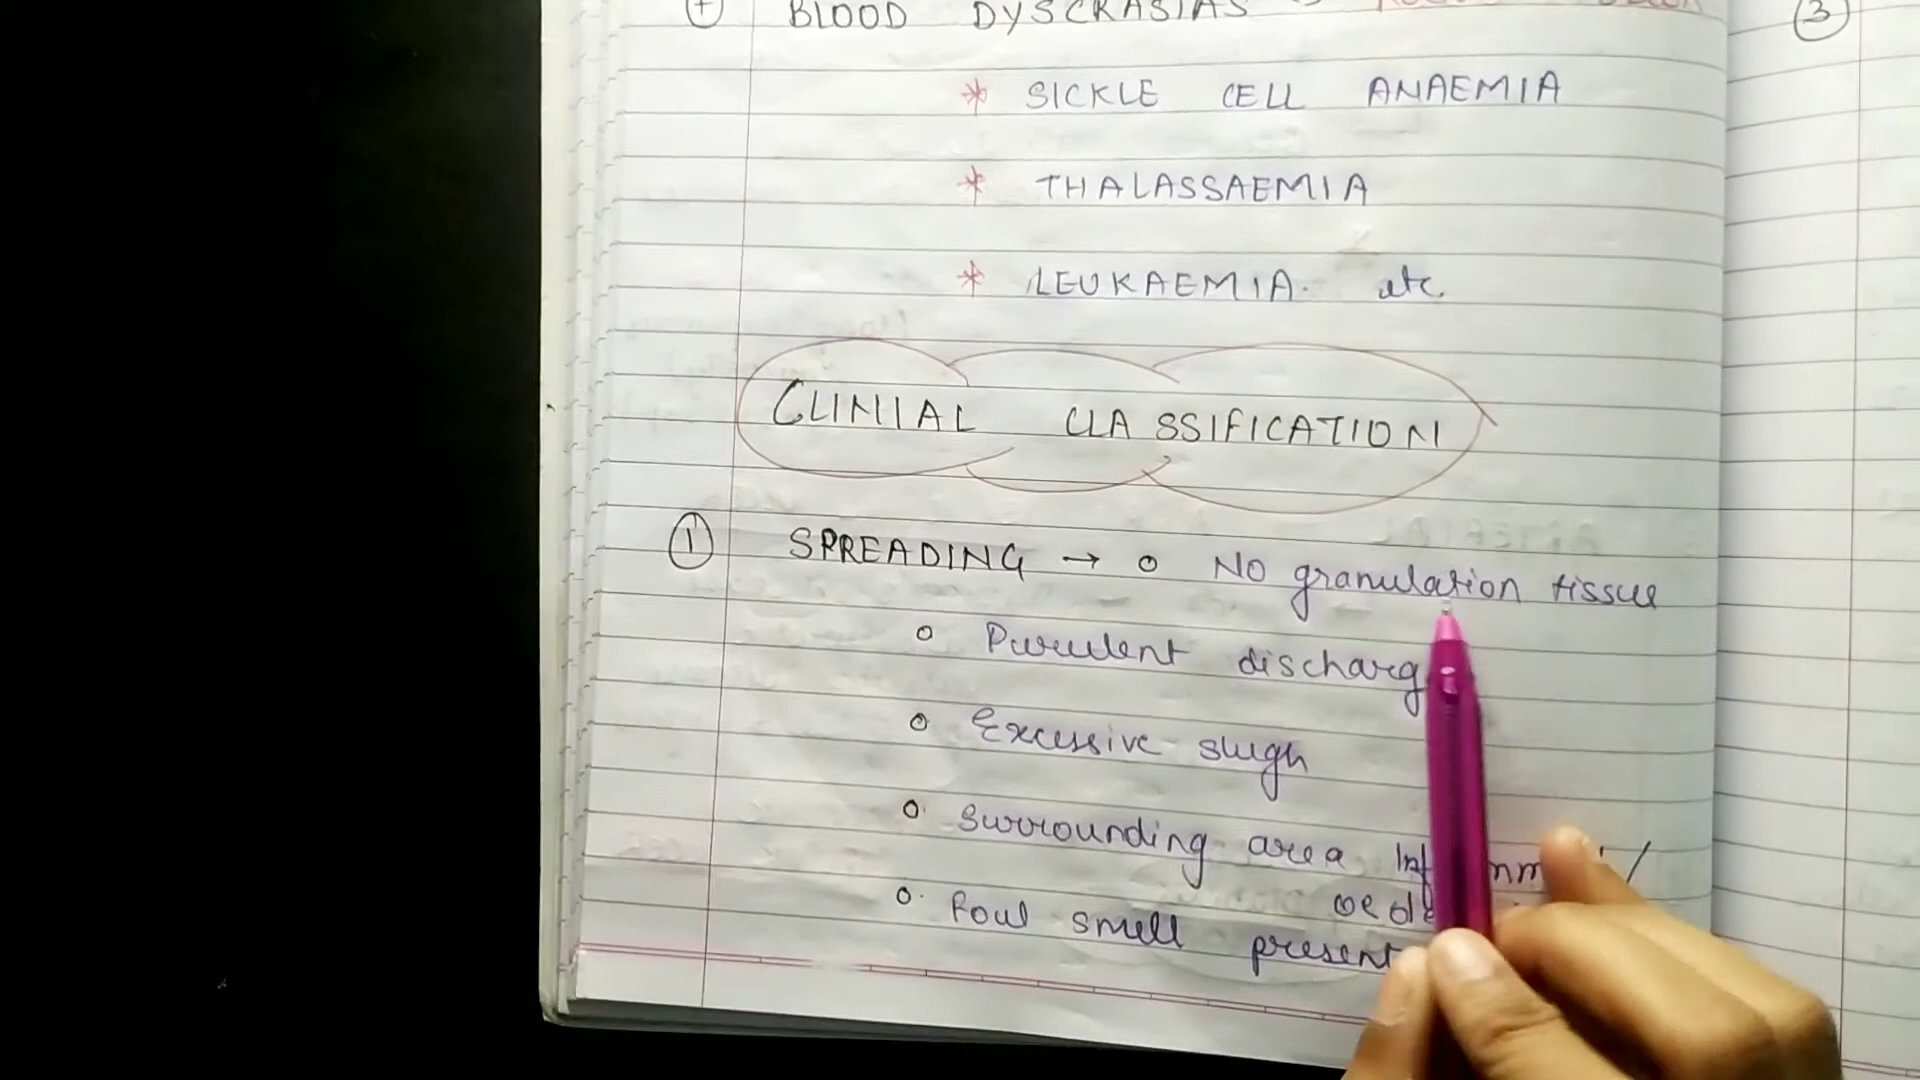 BLOOD DYSCRASIAS
3
* SICKLE CELL ANAEMIA
* THALASSAEMIA
* LEUKAEMIA. etc.
CLINIAL CLASSIFICATION
1 SPREADING → o No granulation tissue
o Purulent discharg
o Excessive slugh
o Surrounding area
o Foul smell present